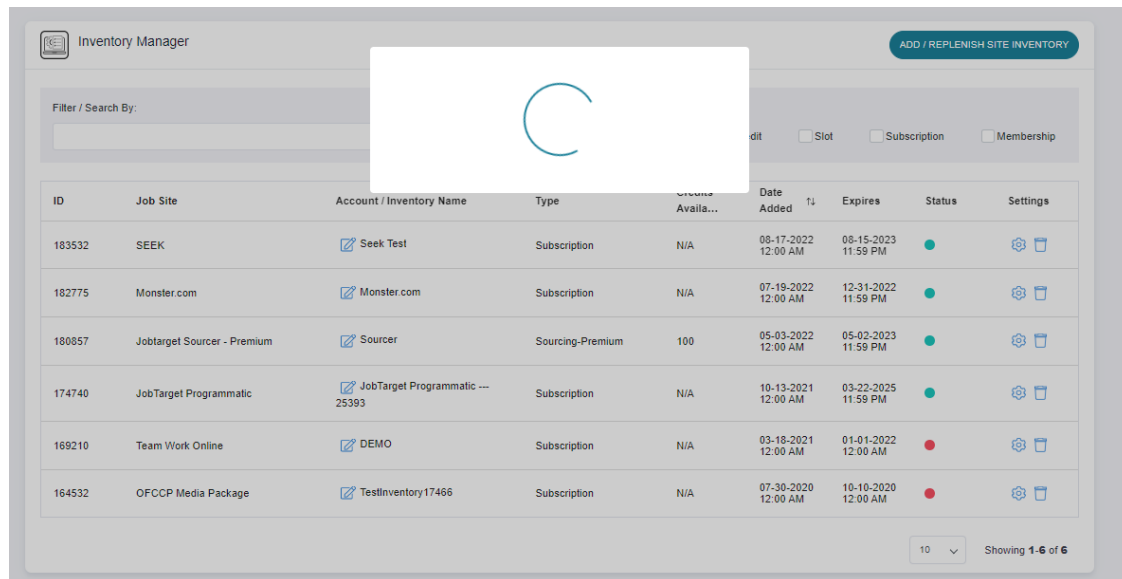 Inventory Manager
ADD / REPLENISH SITE INVENTORY
Filter / Search By:
Slot Subscription Membership
ID Job Site Account / Inventory Name Type Credits Availa... Date Added Expires Status Settings
183532 SEEK Seek Test Subscription N/A 08-17-2022 12:00 AM 08-15-2023 11:59 PM
182775 Monster.com Monster.com Subscription N/A 07-19-2022 12:00 AM 12-31-2022 11:59 PM
180857 Jobtarget Sourcer - Premium Sourcer Sourcing-Premium 100 05-03-2022 12:00 AM 05-02-2023 11:59 PM
174740 JobTarget Programmatic JobTarget Programmatic --- 25393 Subscription N/A 10-13-2021 12:00 AM 03-22-2025 11:59 PM
169210 Team Work Online DEMO Subscription N/A 03-18-2021 12:00 AM 01-01-2022 12:00 AM
164532 OFCCP Media Package TestInventory17466 Subscription N/A 07-30-2020 12:00 AM 10-10-2020 12:00 AM
10 Showing 1-6 of 6